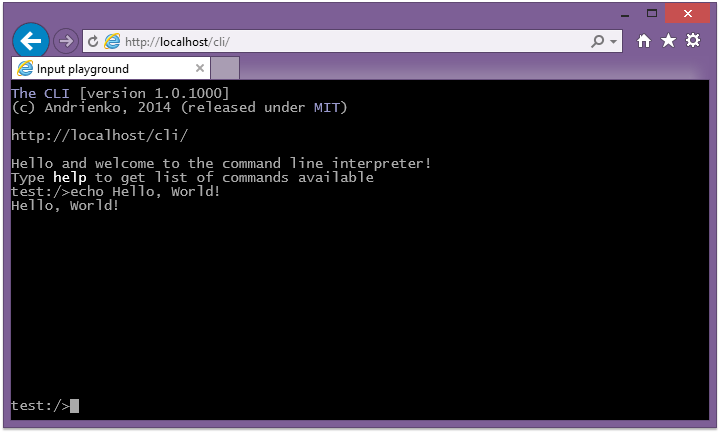 http://localhost/cli/
Input playground
The CLI [version 1.0.1000]
(c) Andrienko, 2014 (released under MIT)
http://localhost/cli/
Hello and welcome to the command line interpreter!
Type help to get list of commands available
test:/>echo Hello, World!
Hello, World!
test:/>